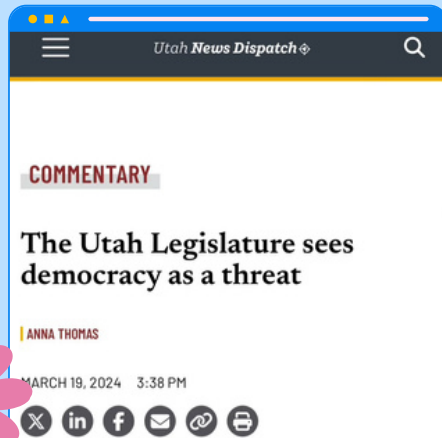 Utah News Dispatch
COMMENTARY
The Utah Legislature sees
democracy as a threat
ANNA THOMAS
MARCH 19, 2024 3:38 PM